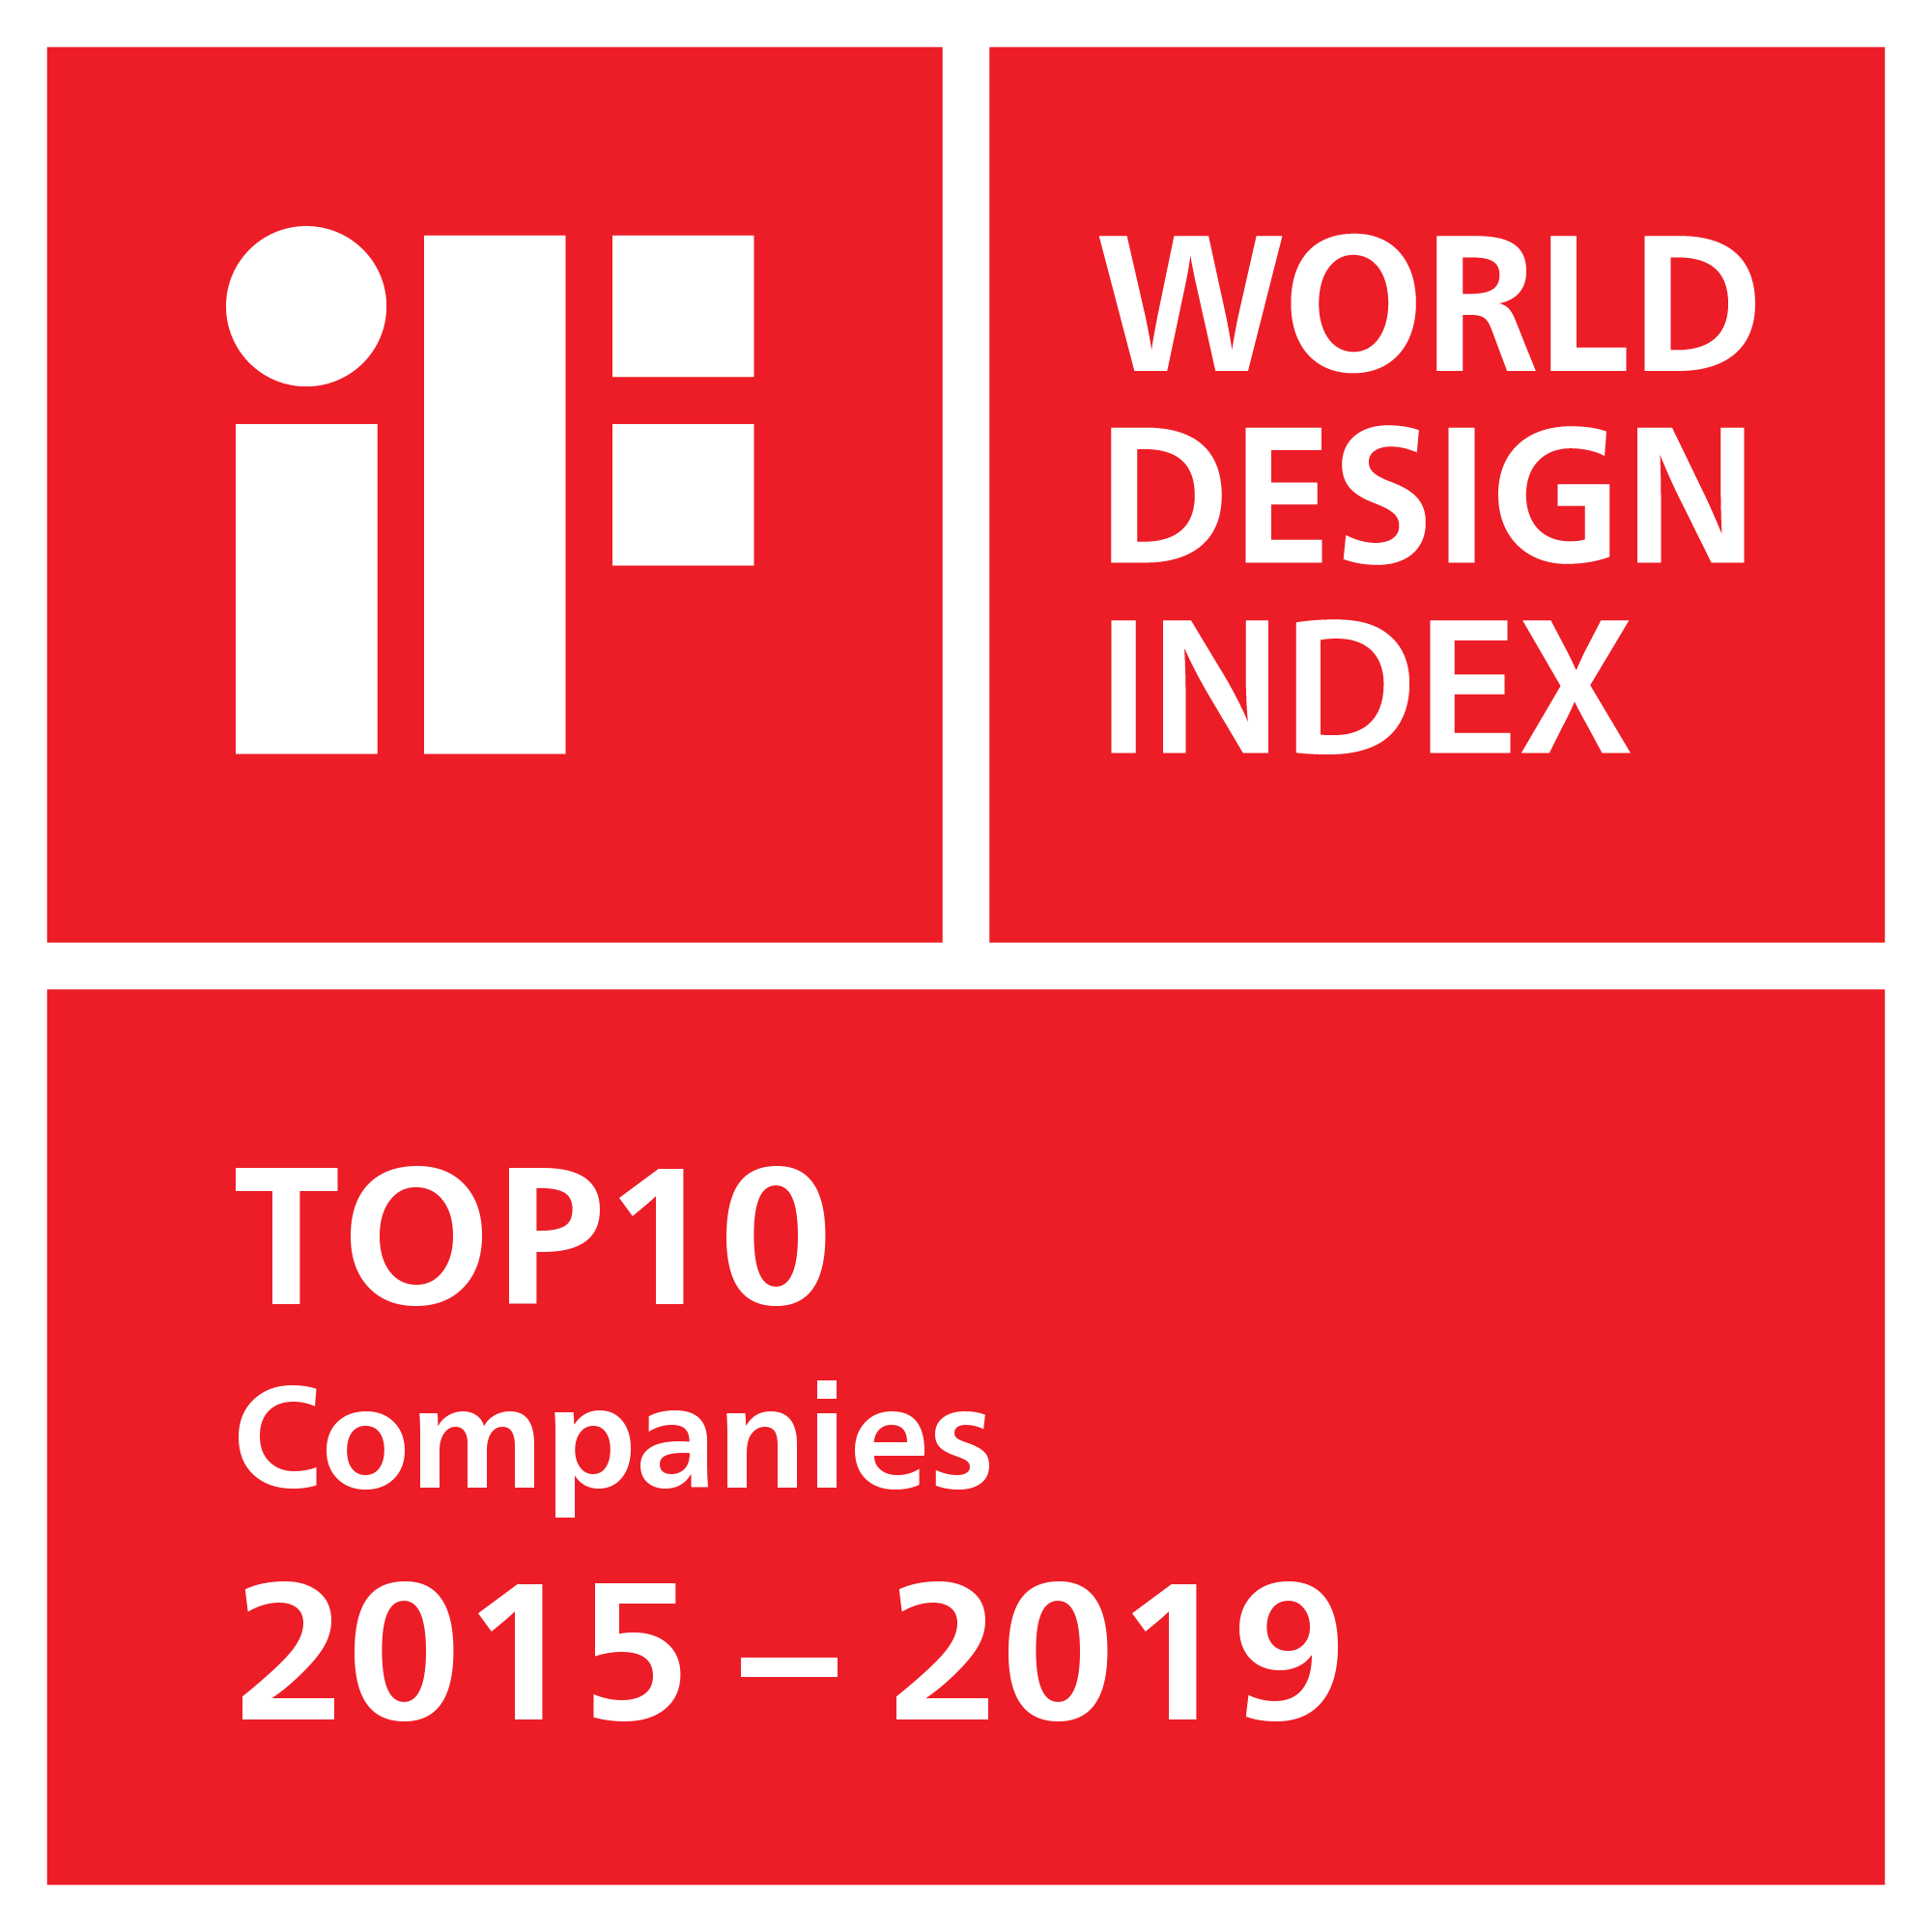 iF
WORLD
DESIGN
INDEX
TOP10
Companies
2015 — 2019